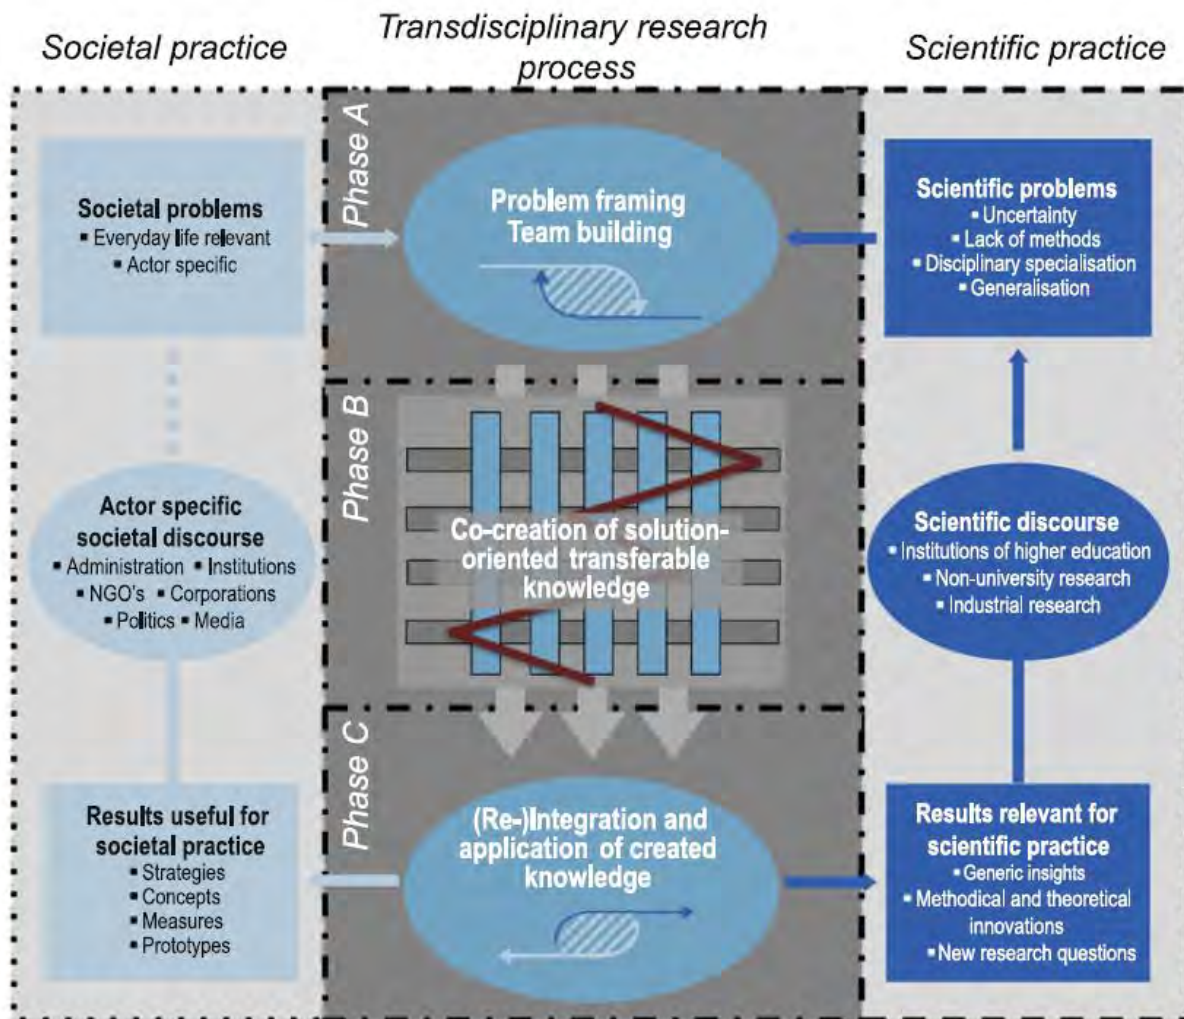 Societal practice
Transdisciplinary research
process
Scientific practice
Phase A
Societal problems
▪ Everyday life relevant
▪ Actor specific
Problem framing
Team building
Scientific problems
▪ Uncertainty
▪ Lack of methods
▪ Disciplinary specialisation
▪ Generalisation
Phase B
Actor specific
societal discourse
▪ Administration ▪ Institutions
▪ NGO's ▪ Corporations
▪ Politics ▪ Media
Co-creation of solution-
oriented transferable
knowledge
Scientific discourse
▪ Institutions of higher education
▪ Non-university research
▪ Industrial research
Phase C
Results useful for
societal practice
▪ Strategies
▪ Concepts
▪ Measures
▪ Prototypes
(Re-)Integration and
application of created
knowledge
Results relevant for
scientific practice
▪ Generic insights
▪ Methodical and theoretical
innovations
▪ New research questions